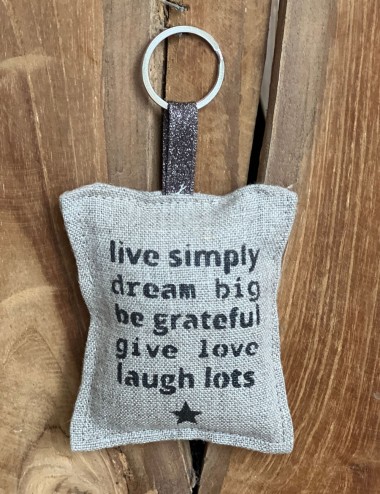 live simply
dream big
be grateful
give love
laugh lots